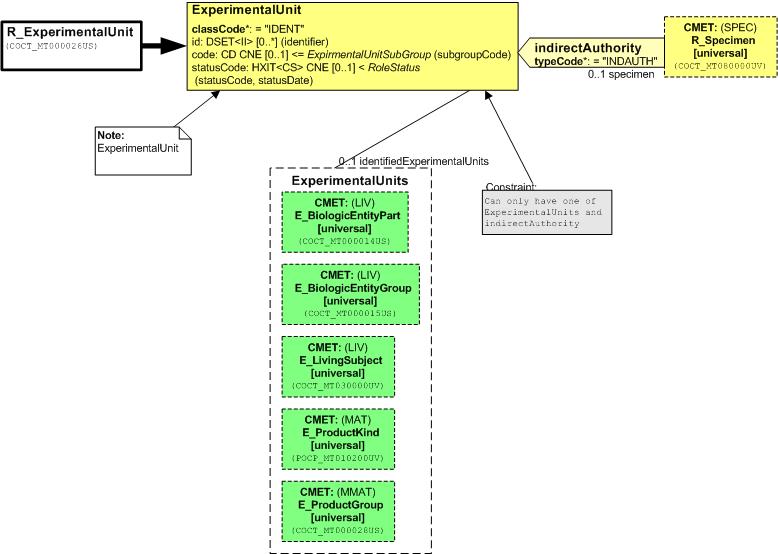 R_ExperimentalUnit
(COCT_MT000026US)
ExperimentalUnit
classCode*: = "IDENT"
id: DSET<II> [0..*] (identifier)
code: CD CNE [0..1] <= ExpirmentalUnitSubGroup (subgroupCode)
statusCode: HXIT<CS> CNE [0..1] < RoleStatus
(statusCode, statusDate)
indirectAuthority
typeCode*: = "INDAUTH"
0..1 specimen
CMET: (SPEC)
R_Specimen
[universal]
(COCT_MT080000UV)
Note:
ExperimentalUnit
0..1 identifiedExperimentalUnits
Constraint:
Can only have one of
ExperimentalUnits and
indirectAuthority
ExperimentalUnits
CMET: (LIV)
E_BiologicEntityPart
[universal]
(COCT_MT000014US)
CMET: (LIV)
E_BiologicEntityGroup
[universal]
(COCT_MT000015US)
CMET: (LIV)
E_LivingSubject
[universal]
(COCT_MT030000UV)
CMET: (MAT)
E_ProductKind
[universal]
(POCP_MT010200UV)
CMET: (MMAT)
E_ProductGroup
[universal]
(COCT_MT000028US)